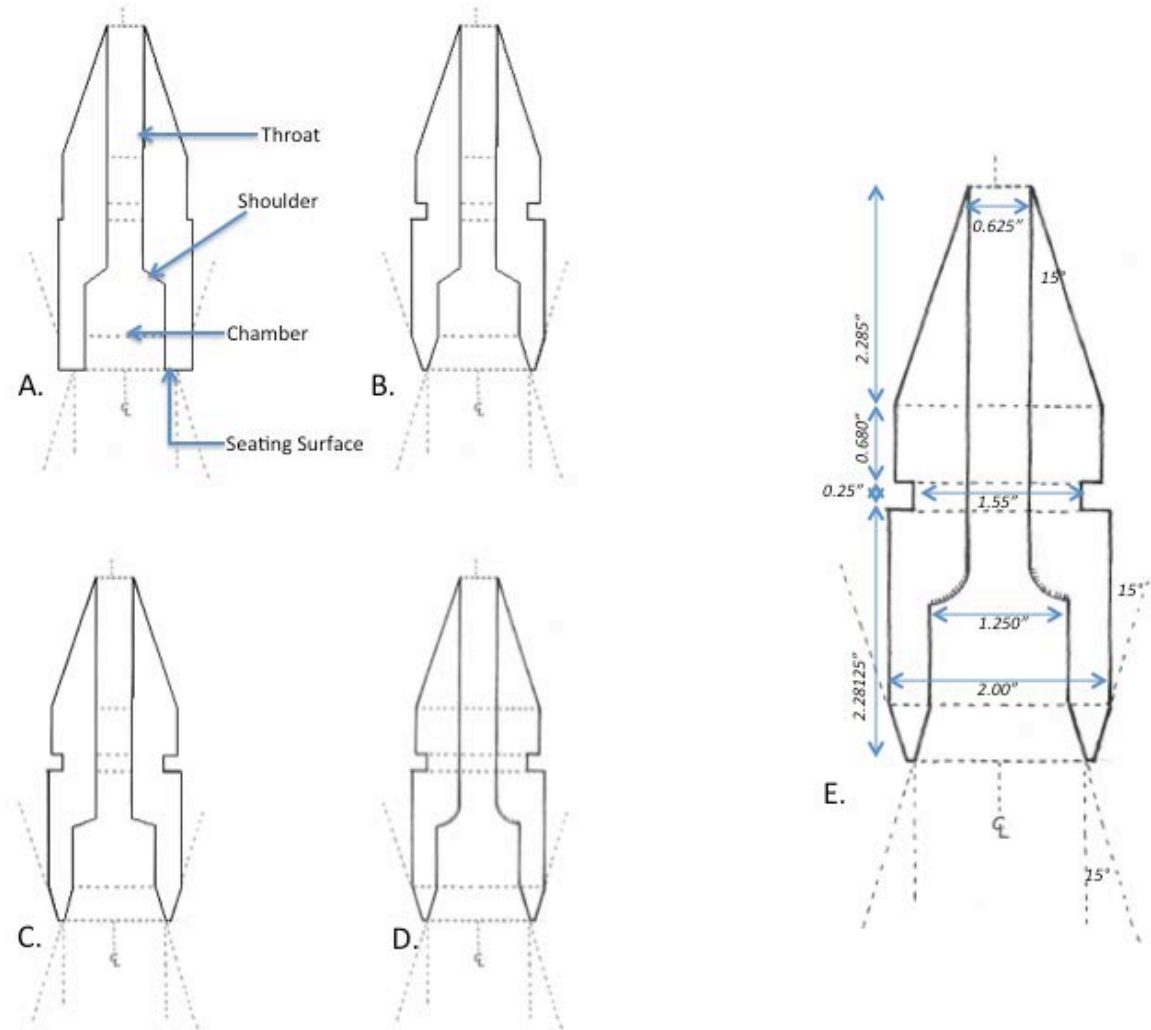 Throat
Shoulder
Chamber
A.
℄
Seating Surface
B.
℄
C.
℄
D.
℄
0.625"
15°
2.285"
0.680"
0.25"
1.55"
15°
1.250"
2.00"
2.28125"
E.
℄
15°